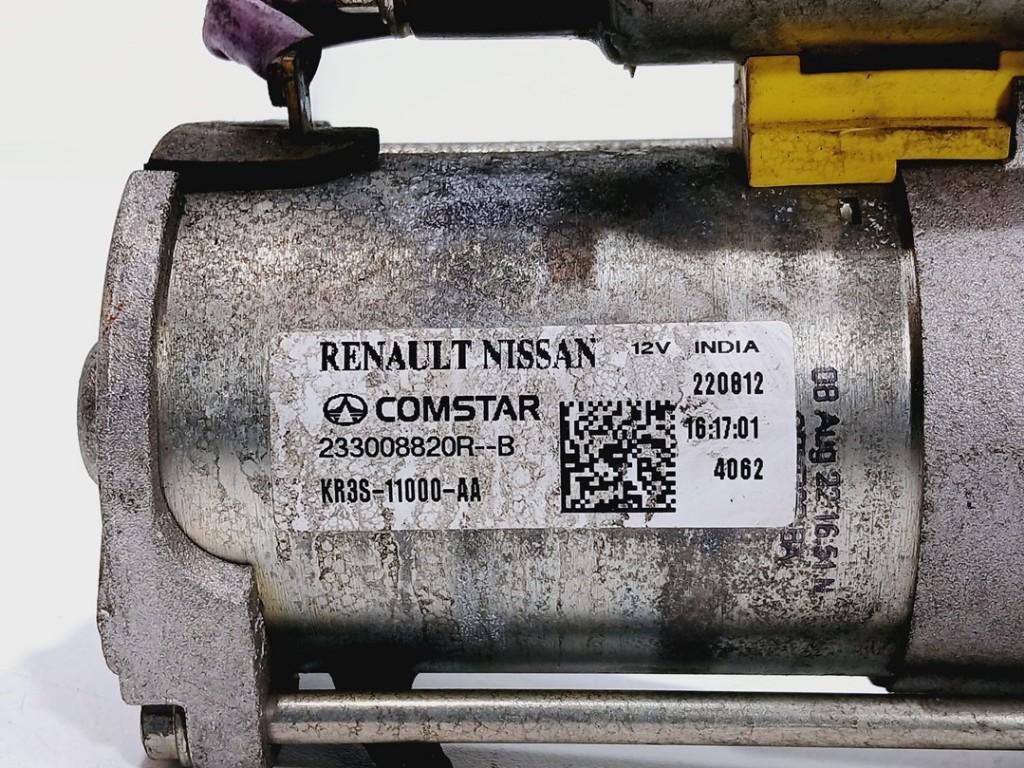 RENAULT NISSAN 12V INDIA
220812
COMSTAR
16:17:01
233008820R--B
4062
KR3S-11000-AA
08 Aug 22 16:51 N
BA